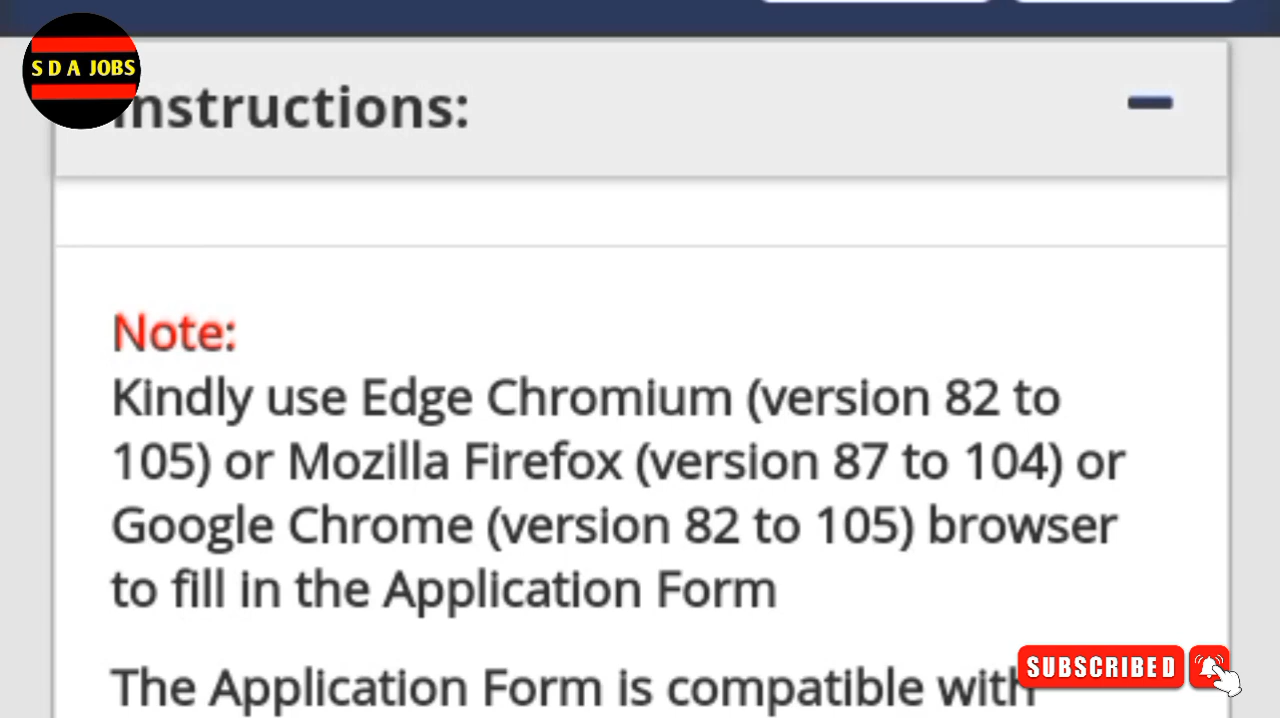 S D A JOBS
Instructions:
Note:
Kindly use Edge Chromium (version 82 to
105) or Mozilla Firefox (version 87 to 104) or
Google Chrome (version 82 to 105) browser
to fill in the Application Form
The Application Form is compatible with
SUBSCRIBED